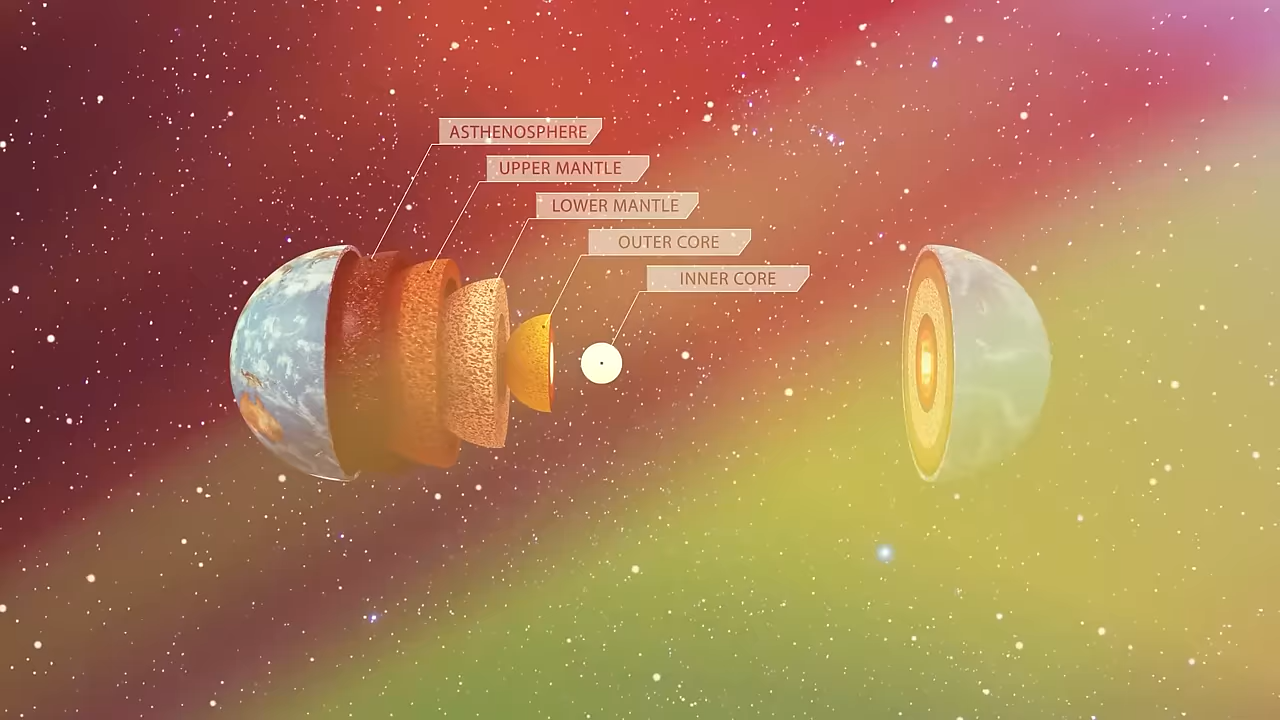 ASTHENOSPHERE
UPPER MANTLE
LOWER MANTLE
OUTER CORE
INNER CORE